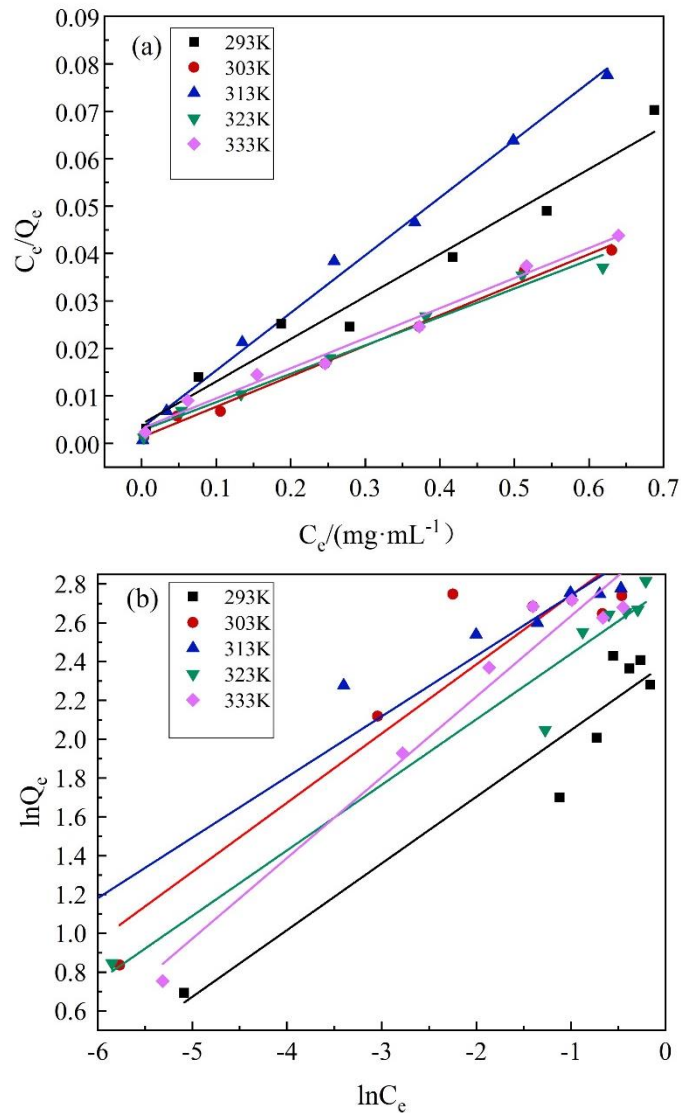 (a)
293K
303K
313K
323K
333K
0.09
0.08
0.07
0.06
0.05
0.04
0.03
0.02
0.01
0.00
Cₑ/Qₑ
0.0 0.1 0.2 0.3 0.4 0.5 0.6 0.7
Cₑ/(mg·mL⁻¹)
(b)
293K
303K
313K
323K
333K
2.8
2.6
2.4
2.2
2.0
1.8
1.6
1.4
1.2
1.0
0.8
0.6
lnQₑ
-6 -5 -4 -3 -2 -1 0
lnCₑ